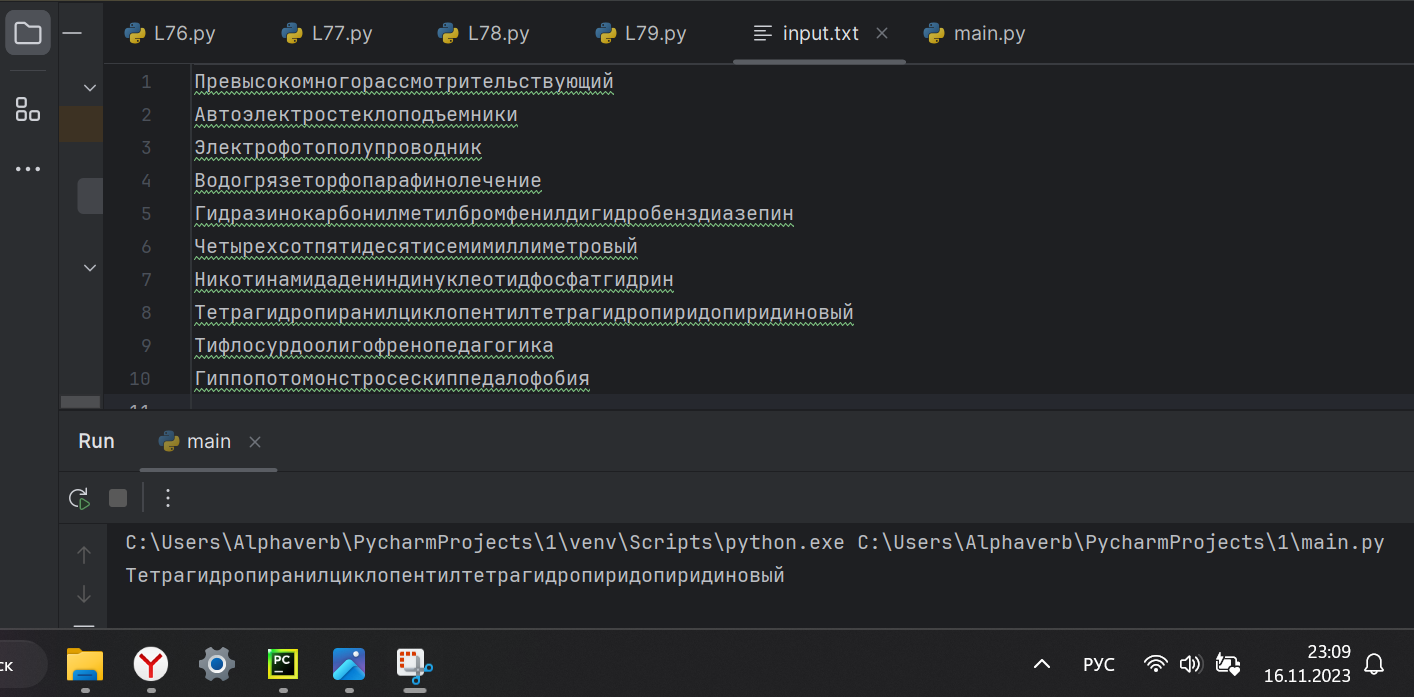 L76.py L77.py L78.py L79.py input.txt main.py
1 Превысокомногорассмотрительствующий
2 Автоэлектростеклоподъемники
3 Электрофотополупроводник
4 Водогрязеторфопарафинолечение
5 Гидразинокарбонилметилбромфенилдигидробенздиазепин
6 Четырехсотпятидесятисемимиллиметровый
7 Никотинамидадениндинуклеотидфосфатгидрин
8 Тетрагидропиранилциклопентилтетрагидропиридопиридиновый
9 Тифлосурдоолигофренопедагогика
10 Гиппопотомонстросескиппедалофобия
11
Run main
C:\Users\Alphaverb\PycharmProjects\1\venv\Scripts\python.exe C:\Users\Alphaverb\PycharmProjects\1\main.py
Тетрагидропиранилциклопентилтетрагидропиридопиридиновый
ск PC РУС 23:09
16.11.2023